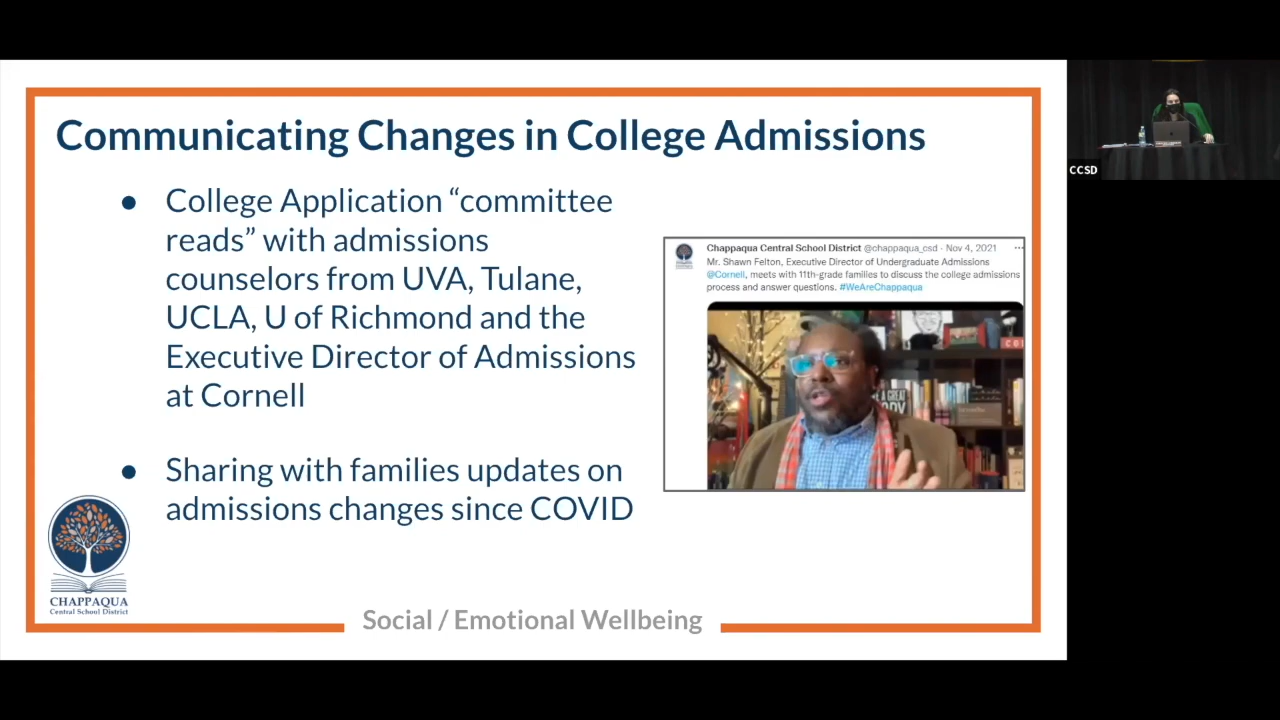 Communicating Changes in College Admissions
● College Application “committee
reads” with admissions
counselors from UVA, Tulane,
UCLA, U of Richmond and the
Executive Director of Admissions
at Cornell
● Sharing with families updates on
admissions changes since COVID
Chappaqua Central School District @chappaqua_csd · Nov 4, 2021 ...
Mr. Shawn Felton, Executive Director of Undergraduate Admissions
@Cornell, meets with 11th-grade families to discuss the college admissions
process and answer questions. #WeAreChappaqua
E A GREAT
CHAPPAQUA
Central School District
Social / Emotional Wellbeing
CCSD